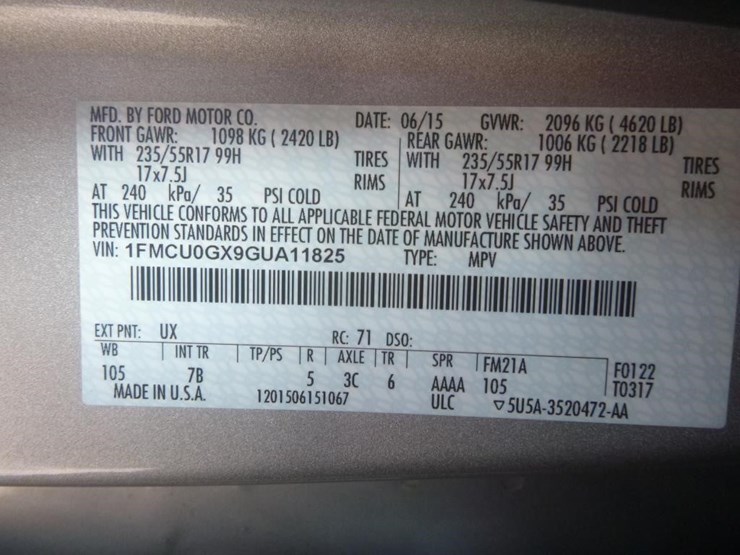 MFD. BY FORD MOTOR CO. DATE: 06/15 GVWR: 2096 KG ( 4620 LB)
FRONT GAWR: 1098 KG ( 2420 LB) REAR GAWR: 1006 KG ( 2218 LB)
WITH 235/55R17 99H TIRES WITH 235/55R17 99H TIRES
17x7.5J RIMS 17x7.5J RIMS
AT 240 kPa/ 35 PSI COLD AT 240 kPa/ 35 PSI COLD
THIS VEHICLE CONFORMS TO ALL APPLICABLE FEDERAL MOTOR VEHICLE SAFETY AND THEFT
PREVENTION STANDARDS IN EFFECT ON THE DATE OF MANUFACTURE SHOWN ABOVE.
VIN: 1FMCU0GX9GUA11825 TYPE: MPV
EXT PNT: UX RC: 71 DSO:
WB INT TR TP/PS R AXLE TR SPR FM21A F0122
105 7B 5 3C 6 AAAA 105 T0317
MADE IN U.S.A. 1201506151067 ULC ▽5U5A-3520472-AA